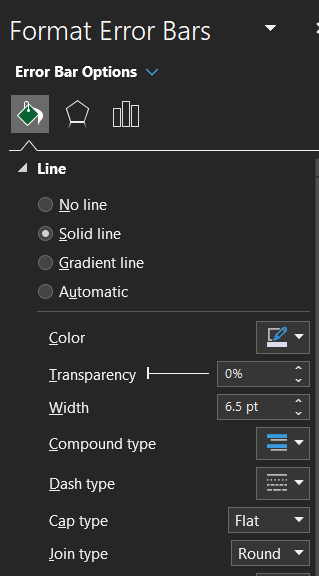 Format Error Bars
Error Bar Options
Line
No line
Solid line
Gradient line
Automatic
Color
Transparency 0%
Width 6.5 pt
Compound type
Dash type
Cap type Flat
Join type Round